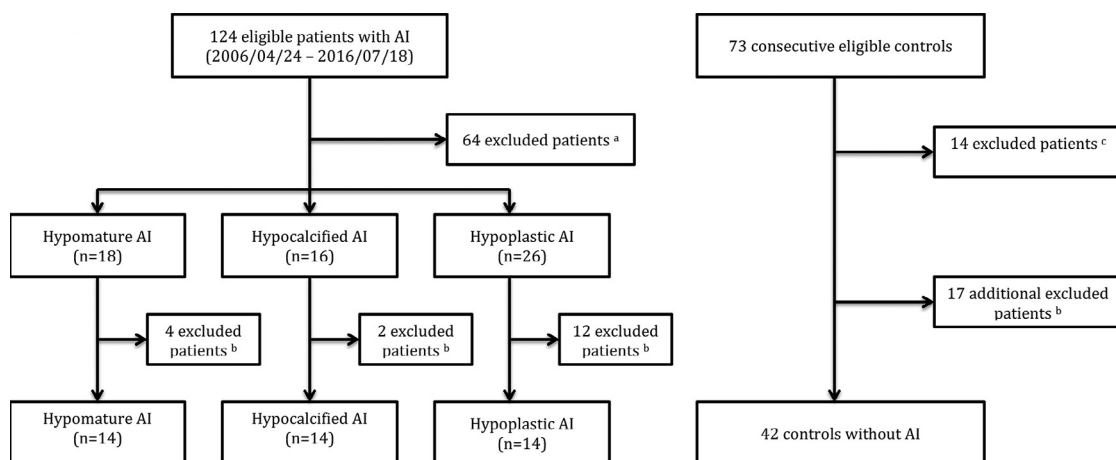 124 eligible patients with AI
(2006/04/24 – 2016/07/18)
73 consecutive eligible controls
64 excluded patients ᵃ
14 excluded patients ᶜ
Hypomature AI
(n=18)
Hypocalcified AI
(n=16)
Hypoplastic AI
(n=26)
17 additional excluded
patients ᵇ
4 excluded
patients ᵇ
2 excluded
patients ᵇ
12 excluded
patients ᵇ
Hypomature AI
(n=14)
Hypocalcified AI
(n=14)
Hypoplastic AI
(n=14)
42 controls without AI